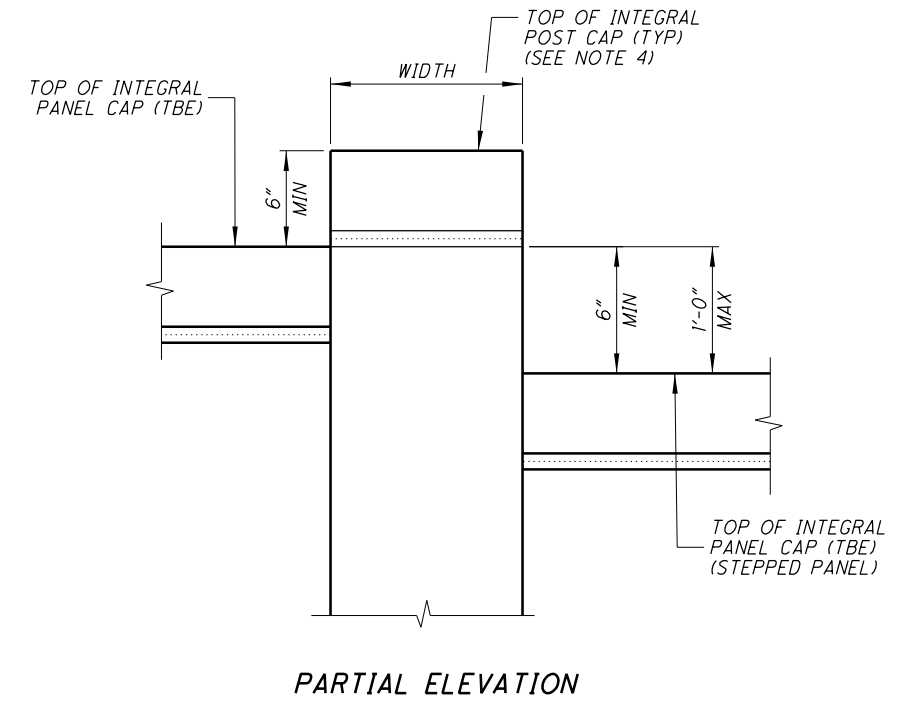 TOP OF INTEGRAL
POST CAP (TYP)
(SEE NOTE 4)
WIDTH
TOP OF INTEGRAL
PANEL CAP (TBE)
6"
MIN
6"
MIN
1'-0"
MAX
TOP OF INTEGRAL
PANEL CAP (TBE)
(STEPPED PANEL)
PARTIAL ELEVATION